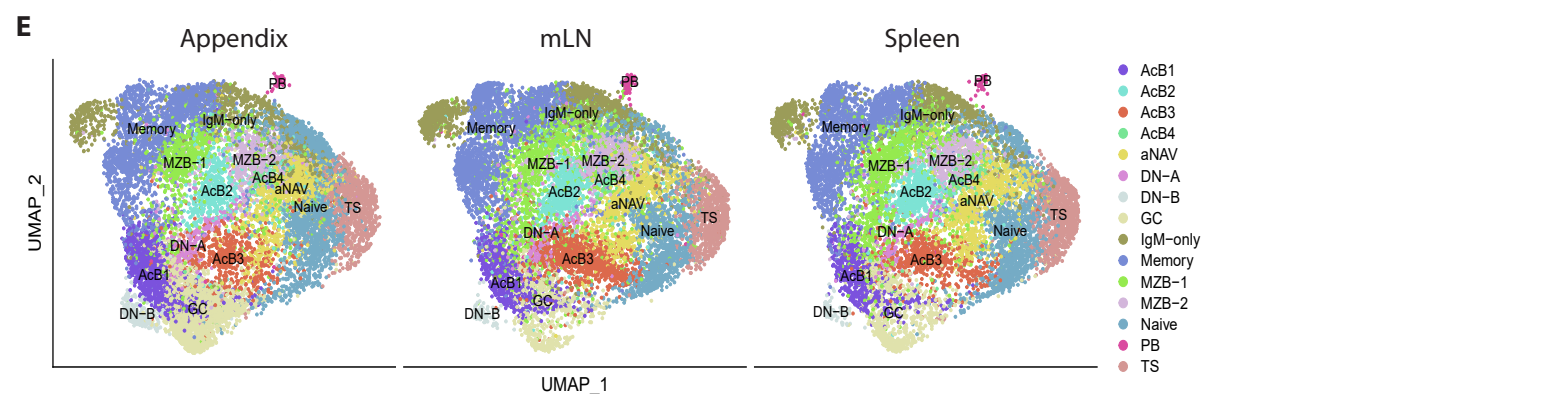 E
Appendix
mLN
Spleen
UMAP_2
UMAP_1
PB
IgM−only
Memory
MZB−1
MZB−2
AcB4
AcB2
aNAV
Naive
TS
DN−A
AcB3
AcB1
GC
DN−B
PB
IgM−only
Memory
MZB−1
MZB−2
AcB4
AcB2
aNAV
TS
Naive
DN−A
AcB3
AcB1
GC
DN−B
PB
IgM−only
Memory
MZB−1
MZB−2
AcB4
AcB2
aNAV
TS
Naive
DN−A
AcB3
AcB1
DN−B
GC
AcB1
AcB2
AcB3
AcB4
aNAV
DN−A
DN−B
GC
IgM−only
Memory
MZB−1
MZB−2
Naive
PB
TS